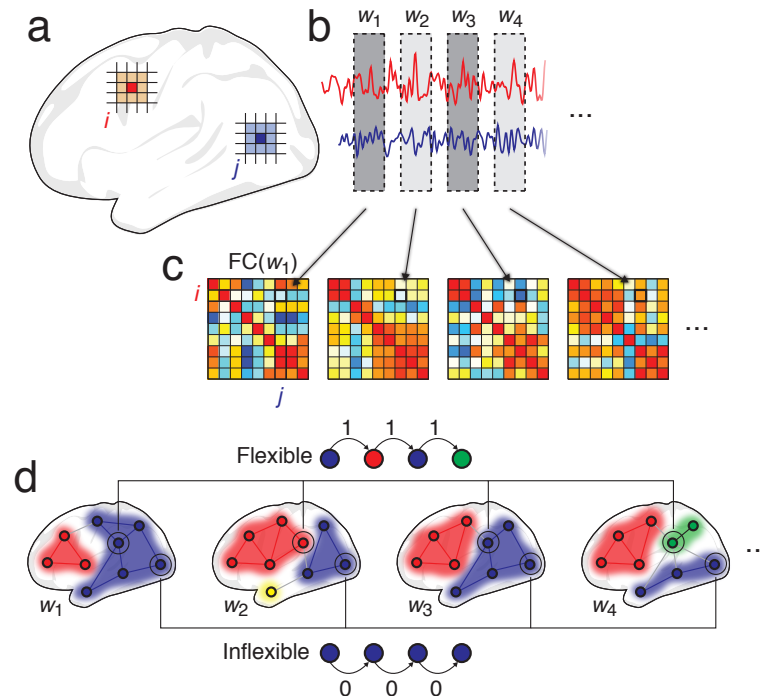 a
i
j
b
w1 w2 w3 w4
...
c
FC(w1)
i
j
...
1 1 1
Flexible
d
w1 w2 w3 w4
...
Inflexible
0 0 0